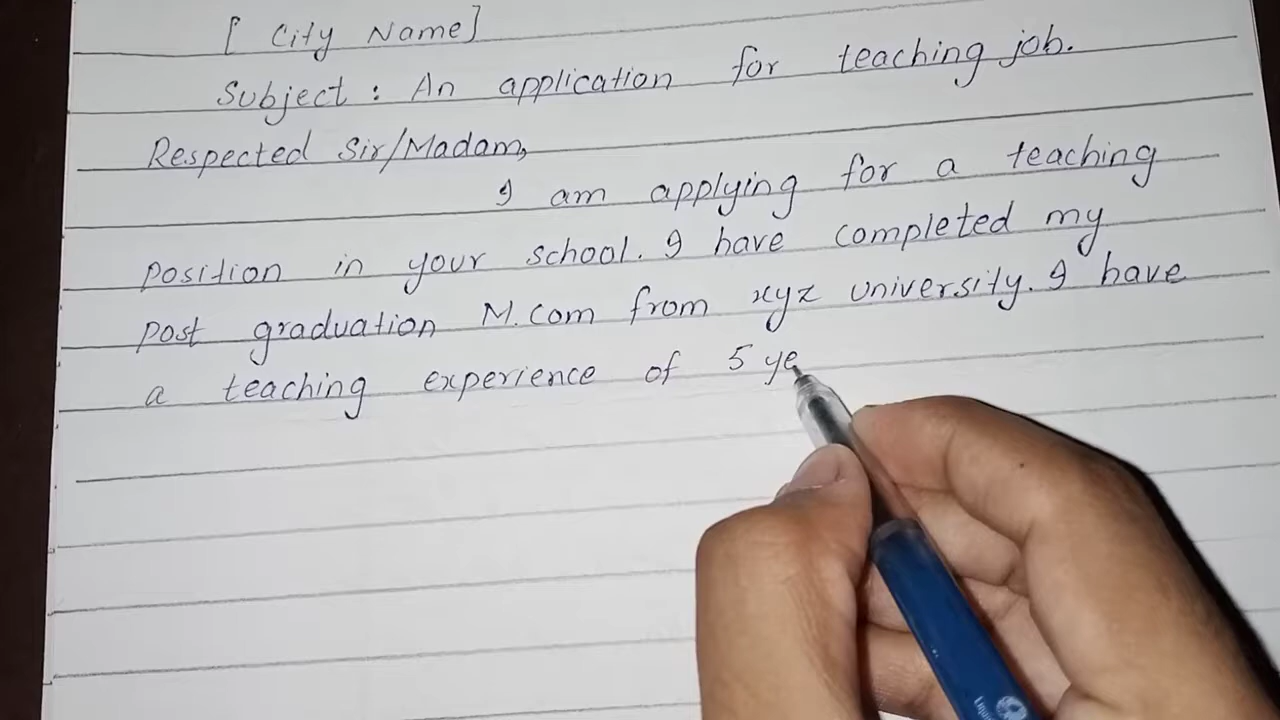 [ City Name]
Subject : An application for teaching job.
Respected Sir/Madam,
I am applying for a teaching
position in your school. I have completed my
post graduation M.Com from xyz university. I have
a teaching experience of 5 ye